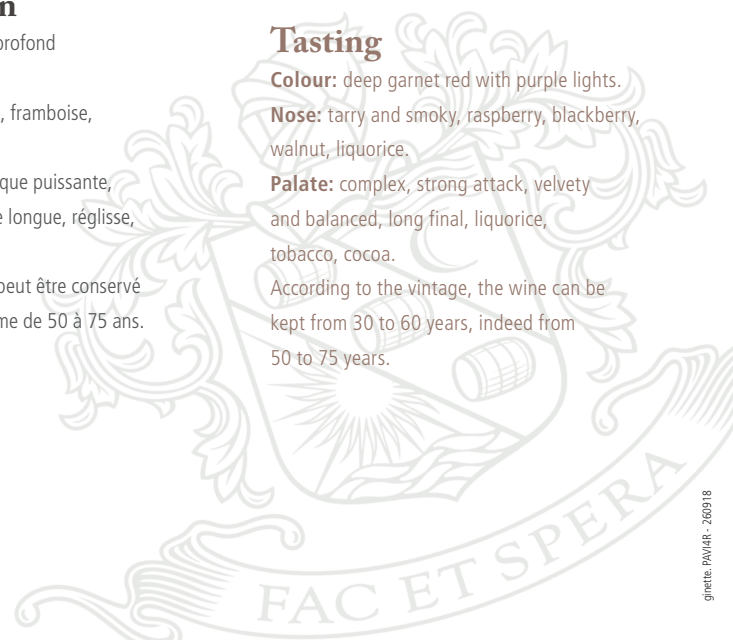 n
profond
, framboise,
que puissante,
longue, réglisse,
peut être conservé
me de 50 à 75 ans.
Tasting
Colour: deep garnet red with purple lights.
Nose: tarry and smoky, raspberry, blackberry,
walnut, liquorice.
Palate: complex, strong attack, velvety
and balanced, long final, liquorice,
tobacco, cocoa.
According to the vintage, the wine can be
kept from 30 to 60 years, indeed from
50 to 75 years.
FAC ET SPERA
ginette. PAVI4R - 260918